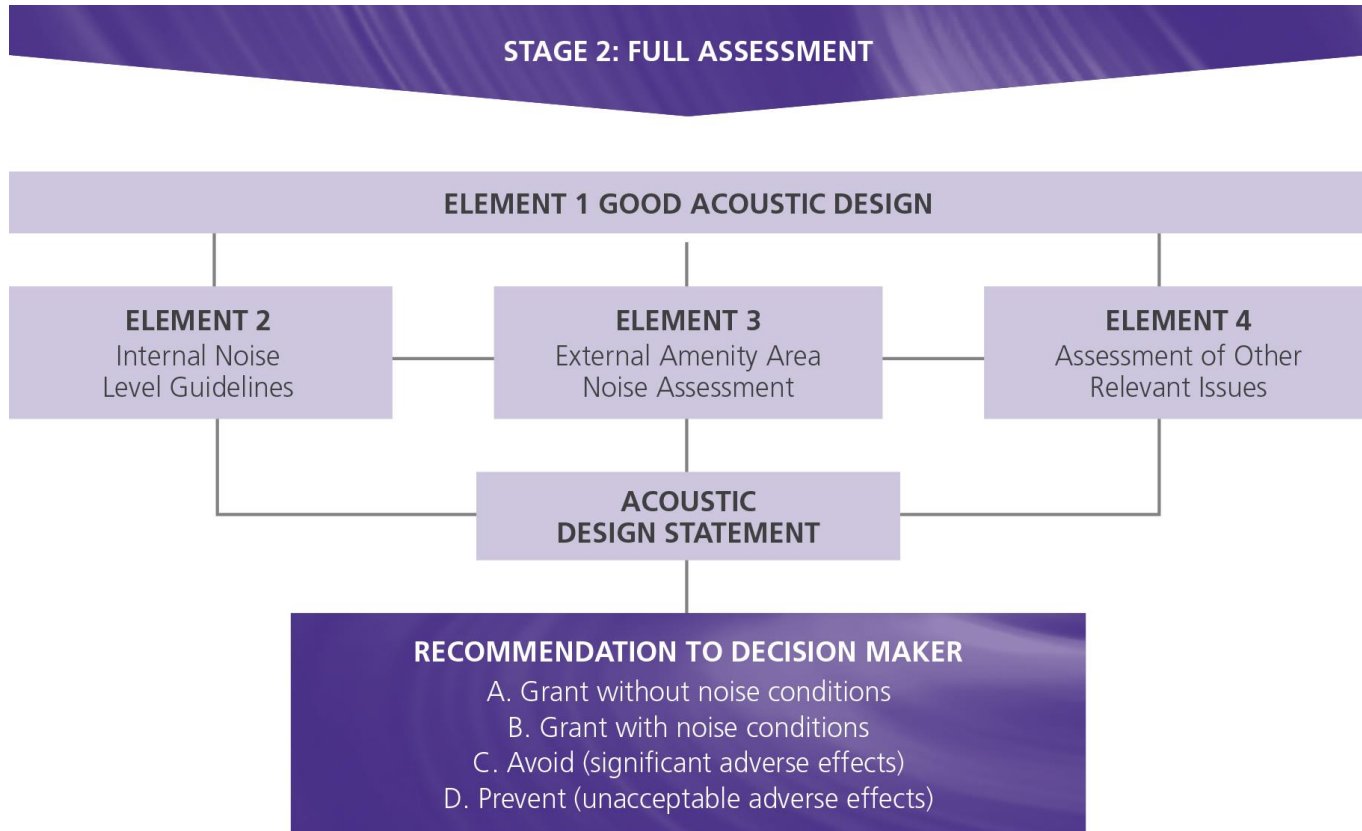 STAGE 2: FULL ASSESSMENT
ELEMENT 1 GOOD ACOUSTIC DESIGN
ELEMENT 2
Internal Noise
Level Guidelines
ELEMENT 3
External Amenity Area
Noise Assessment
ELEMENT 4
Assessment of Other
Relevant Issues
ACOUSTIC
DESIGN STATEMENT
RECOMMENDATION TO DECISION MAKER
A. Grant without noise conditions
B. Grant with noise conditions
C. Avoid (significant adverse effects)
D. Prevent (unacceptable adverse effects)